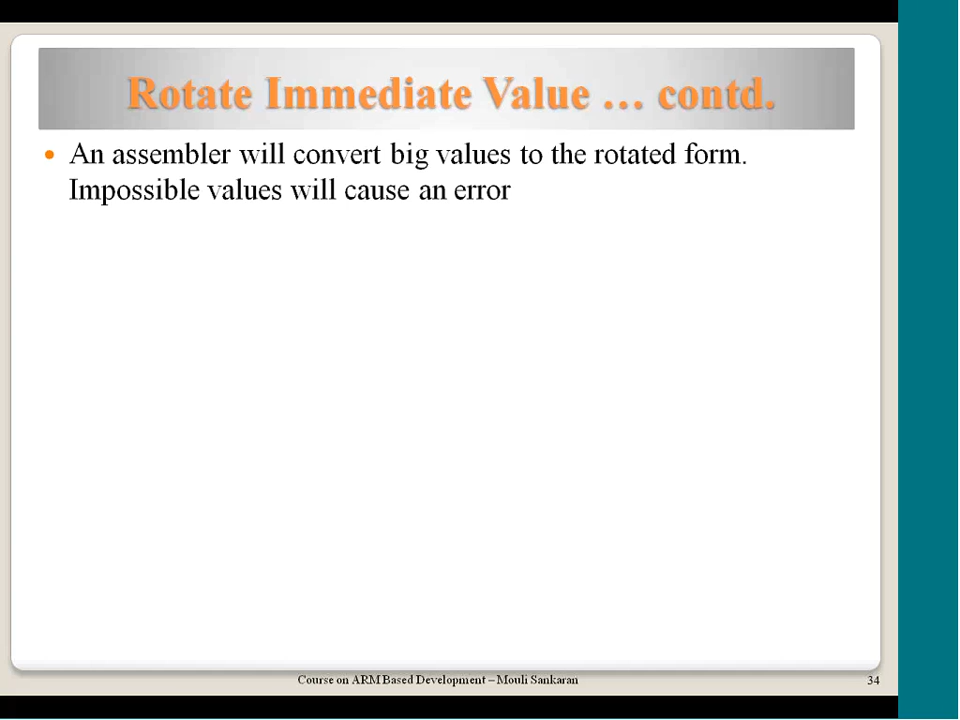 Rotate Immediate Value … contd.
• An assembler will convert big values to the rotated form.
Impossible values will cause an error
Course on ARM Based Development – Mouli Sankaran
34